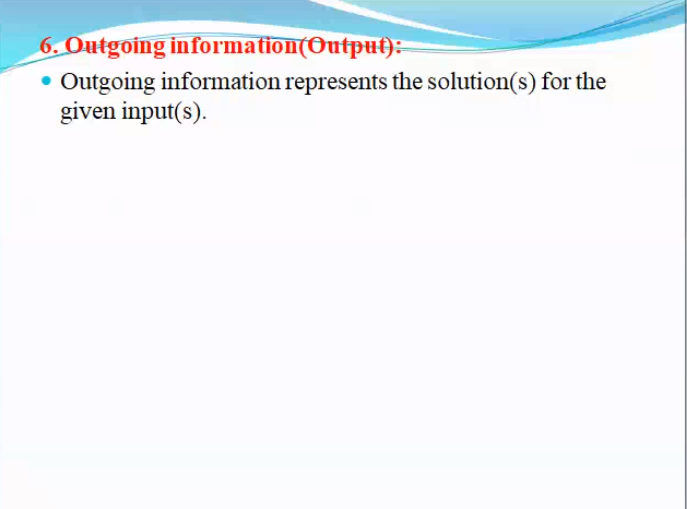 6. Outgoing information(Output):
• Outgoing information represents the solution(s) for the
given input(s).